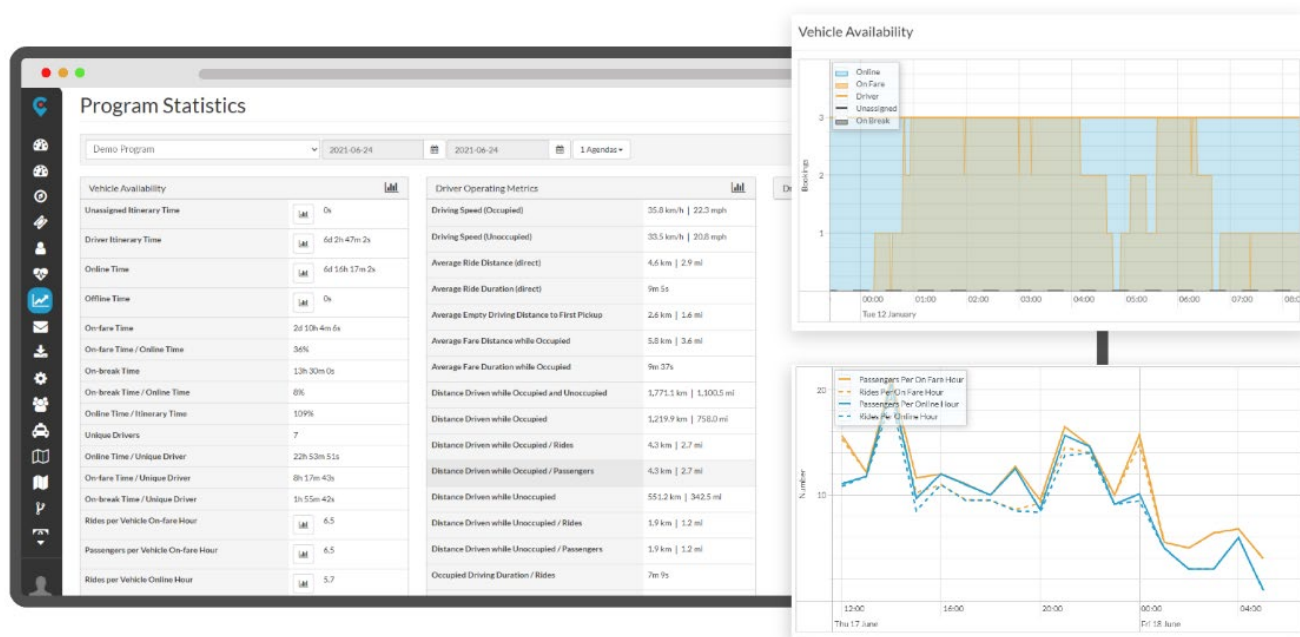 Program Statistics
Demo Program
2021-06-24
2021-06-24
1 Agendas
Vehicle Availability
Unassigned Itinerary Time 0s
Driver Itinerary Time 6d 2h 47m 2s
Online Time 6d 16h 17m 2s
Offline Time 0s
On-fare Time 2d 10h 4m 6s
On-fare Time / Online Time 36%
On-break Time 13h 30m 0s
On-break Time / Online Time 8%
Online Time / Itinerary Time 109%
Unique Drivers 7
Online Time / Unique Driver 22h 53m 51s
On-fare Time / Unique Driver 8h 17m 43s
On-break Time / Unique Driver 1h 55m 42s
Rides per Vehicle On-fare Hour 6.5
Passengers per Vehicle On-fare Hour 6.5
Rides per Vehicle Online Hour 5.7
Driver Operating Metrics
Driving Speed (Occupied) 35.8 km/h | 22.3 mph
Driving Speed (Unoccupied) 33.5 km/h | 20.8 mph
Average Ride Distance (direct) 4.6 km | 2.9 mi
Average Ride Duration (direct) 9m 5s
Average Empty Driving Distance to First Pickup 2.6 km | 1.6 mi
Average Fare Distance while Occupied 5.8 km | 3.6 mi
Average Fare Duration while Occupied 9m 37s
Distance Driven while Occupied and Unoccupied 1,771.1 km | 1,100.5 mi
Distance Driven while Occupied 1,219.9 km | 758.0 mi
Distance Driven while Occupied / Rides 4.3 km | 2.7 mi
Distance Driven while Occupied / Passengers 4.3 km | 2.7 mi
Distance Driven while Unoccupied 551.2 km | 342.5 mi
Distance Driven while Unoccupied / Rides 1.9 km | 1.2 mi
Distance Driven while Unoccupied / Passengers 1.9 km | 1.2 mi
Occupied Driving Duration / Rides 7m 9s
Vehicle Availability
Online
On Fare
Driver
Unassigned
On Break
Bookings
3
2
1
00:00 01:00 02:00 03:00 04:00 05:00 06:00 07:00
Tue 12 January
Passengers Per On Fare Hour
Rides Per On Fare Hour
Passengers Per Online Hour
Rides Per Online Hour
Number
20
10
12:00 16:00 20:00 00:00 04:00
Thu 17 June Fri 18 June